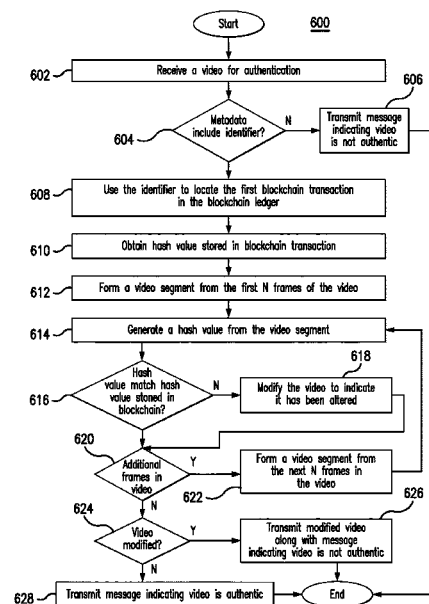 Start
600
602
Receive a video for authentication
606
Metadata
include identifier?
N
Transmit message
indicating video
is not authentic
604
608
Use the identifier to locate the first blockchain transaction
in the blockchain ledger
610
Obtain hash value stored in blockchain transaction
612
Form a video segment from the first N frames of the video
614
Generate a hash value from the video segment
618
Hash
value match hash
value stoned in
blockchain?
N
Modify the video to indicate
it has been altered
616
620
Additional
frames in
video
Y
Form a video segment from
the next N frames in
the video
622
626
N
624
Video
modified?
Y
Transmit modified video
along with message
indicating video is not authentic
N
628
Transmit message indicating video is authentic
End